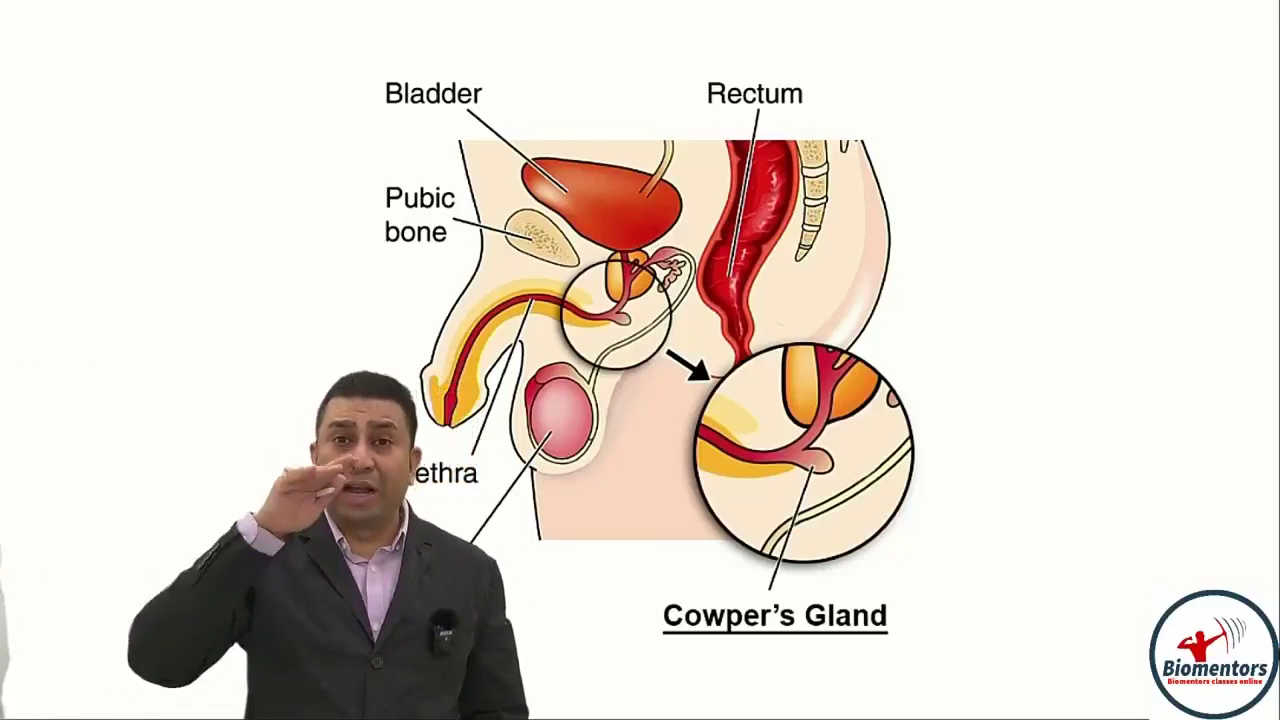 Bladder
Rectum
Pubic
bone
ethra
Cowper's Gland
Biomentors
Biomentors classes online